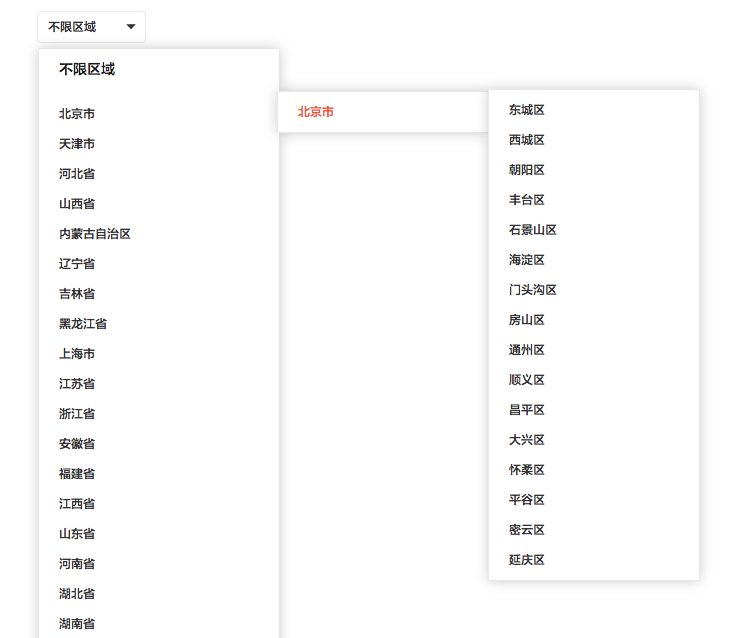 不限区域
不限区域
北京市
天津市
河北省
山西省
内蒙古自治区
辽宁省
吉林省
黑龙江省
上海市
江苏省
浙江省
安徽省
福建省
江西省
山东省
河南省
湖北省
湖南省
北京市
东城区
西城区
朝阳区
丰台区
石景山区
海淀区
门头沟区
房山区
通州区
顺义区
昌平区
大兴区
怀柔区
平谷区
密云区
延庆区